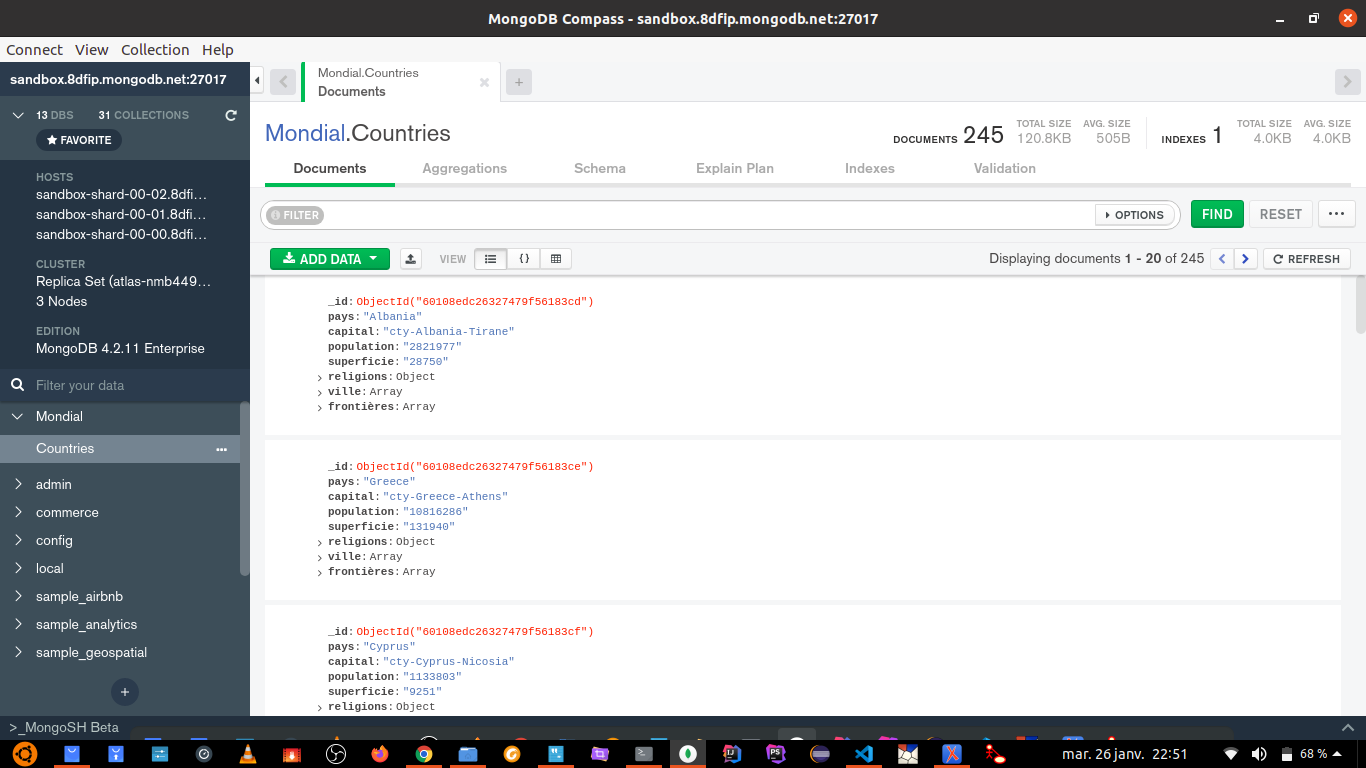 MongoDB Compass - sandbox.8dfip.mongodb.net:27017
Connect View Collection Help
sandbox.8dfip.mongodb.net:27017
13 DBS 31 COLLECTIONS
FAVORITE
HOSTS
sandbox-shard-00-02.8dfi...
sandbox-shard-00-01.8dfi...
sandbox-shard-00-00.8dfi...
CLUSTER
Replica Set (atlas-nmb449...
3 Nodes
EDITION
MongoDB 4.2.11 Enterprise
Filter your data
Mondial
Countries
admin
commerce
config
local
sample_airbnb
sample_analytics
sample_geospatial
+
Mondial.Countries
Documents
+
Mondial.Countries
DOCUMENTS 245 TOTAL SIZE 120.8KB AVG. SIZE 505B INDEXES 1 TOTAL SIZE 4.0KB AVG. SIZE 4.0KB
Documents Aggregations Schema Explain Plan Indexes Validation
FILTER OPTIONS FIND RESET ...
ADD DATA VIEW {} Displaying documents 1 - 20 of 245 REFRESH
_id: ObjectId("60108edc26327479f56183cd")
pays: "Albania"
capital: "cty-Albania-Tirane"
population: "2821977"
superficie: "28750"
religions: Object
ville: Array
frontières: Array
_id: ObjectId("60108edc26327479f56183ce")
pays: "Greece"
capital: "cty-Greece-Athens"
population: "10816286"
superficie: "131940"
religions: Object
ville: Array
frontières: Array
_id: ObjectId("60108edc26327479f56183cf")
pays: "Cyprus"
capital: "cty-Cyprus-Nicosia"
population: "1133803"
superficie: "9251"
religions: Object
>_MongoSH Beta
mar. 26 janv. 22:51 68 %